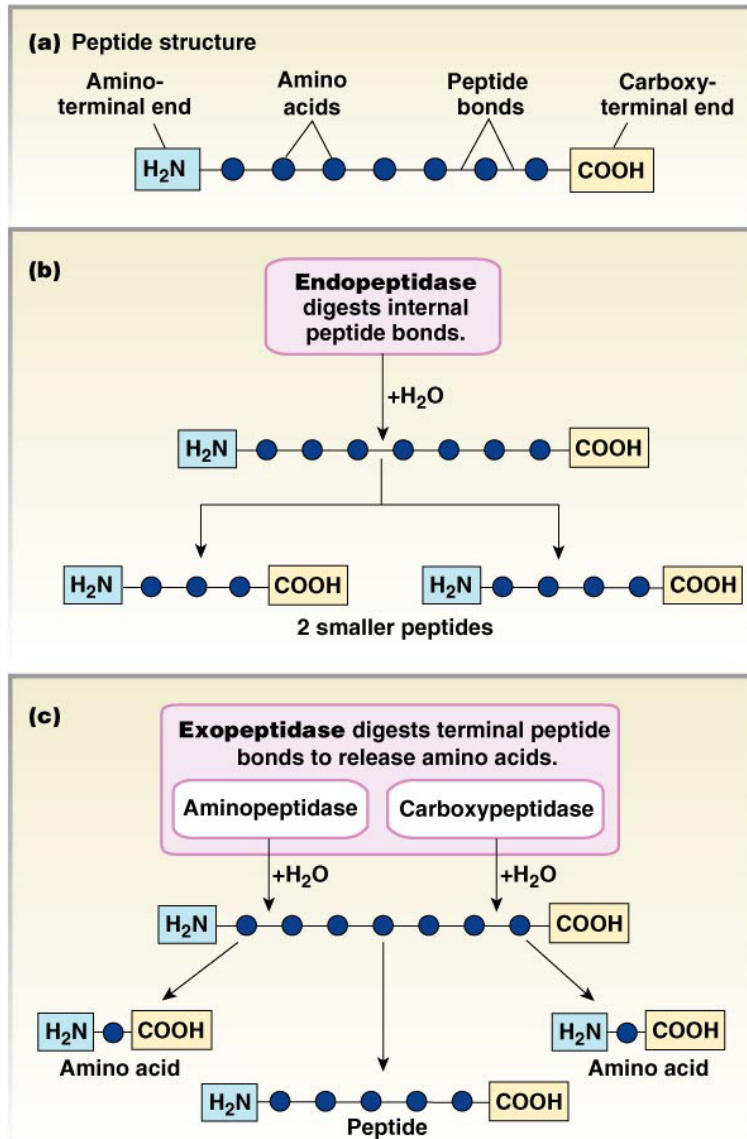 (a) Peptide structure
Amino-
terminal end
Amino
acids
Peptide
bonds
Carboxy-
terminal end
H₂N
COOH
(b)
Endopeptidase
digests internal
peptide bonds.
+H₂O
H₂N
COOH
H₂N
COOH
H₂N
COOH
2 smaller peptides
(c)
Exopeptidase digests terminal peptide
bonds to release amino acids.
Aminopeptidase
Carboxypeptidase
+H₂O
+H₂O
H₂N
COOH
H₂N
COOH
Amino acid
H₂N
COOH
Amino acid
H₂N
COOH
Peptide